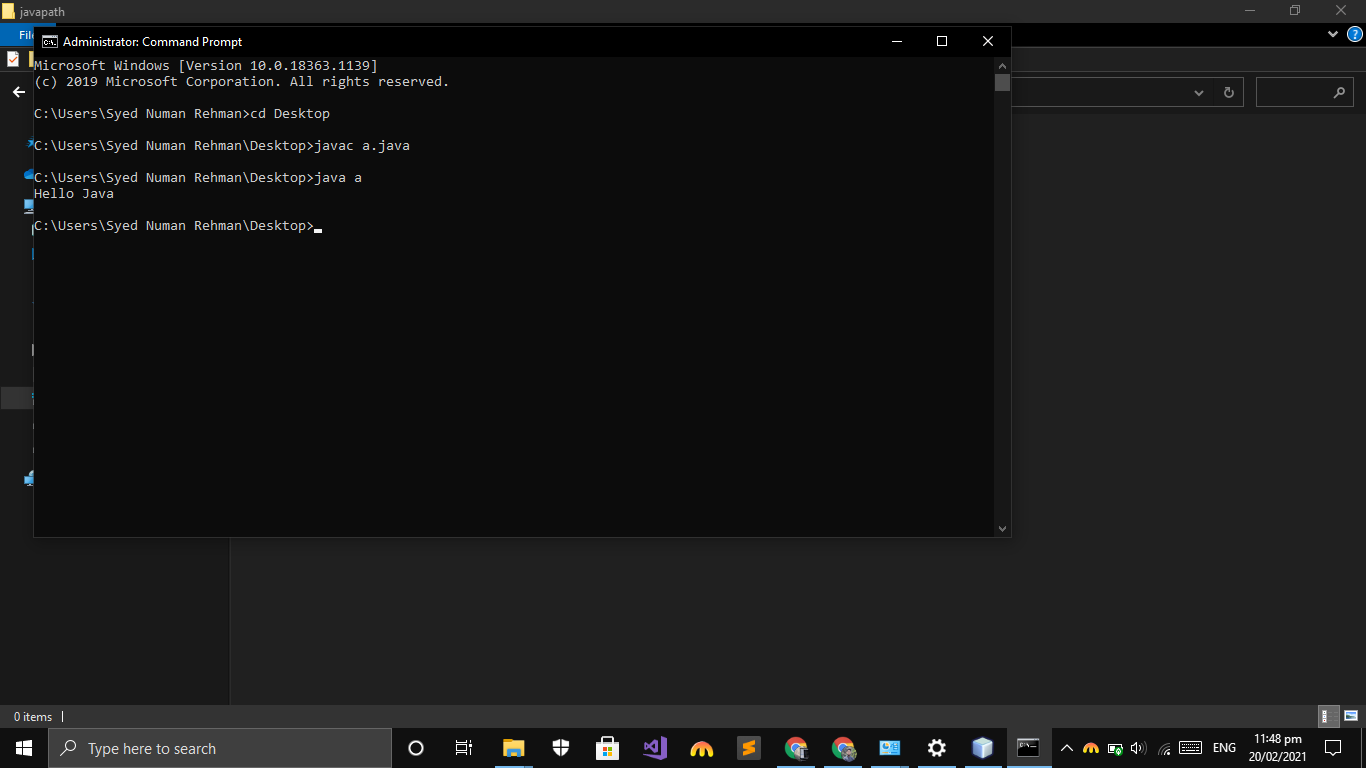 javapath
Fil
Administrator: Command Prompt
Microsoft Windows [Version 10.0.18363.1139]
(c) 2019 Microsoft Corporation. All rights reserved.
C:\Users\Syed Numan Rehman>cd Desktop
C:\Users\Syed Numan Rehman\Desktop>javac a.java
C:\Users\Syed Numan Rehman\Desktop>java a
Hello Java
C:\Users\Syed Numan Rehman\Desktop>
0 items
Type here to search
ENG
11:48 pm
20/02/2021